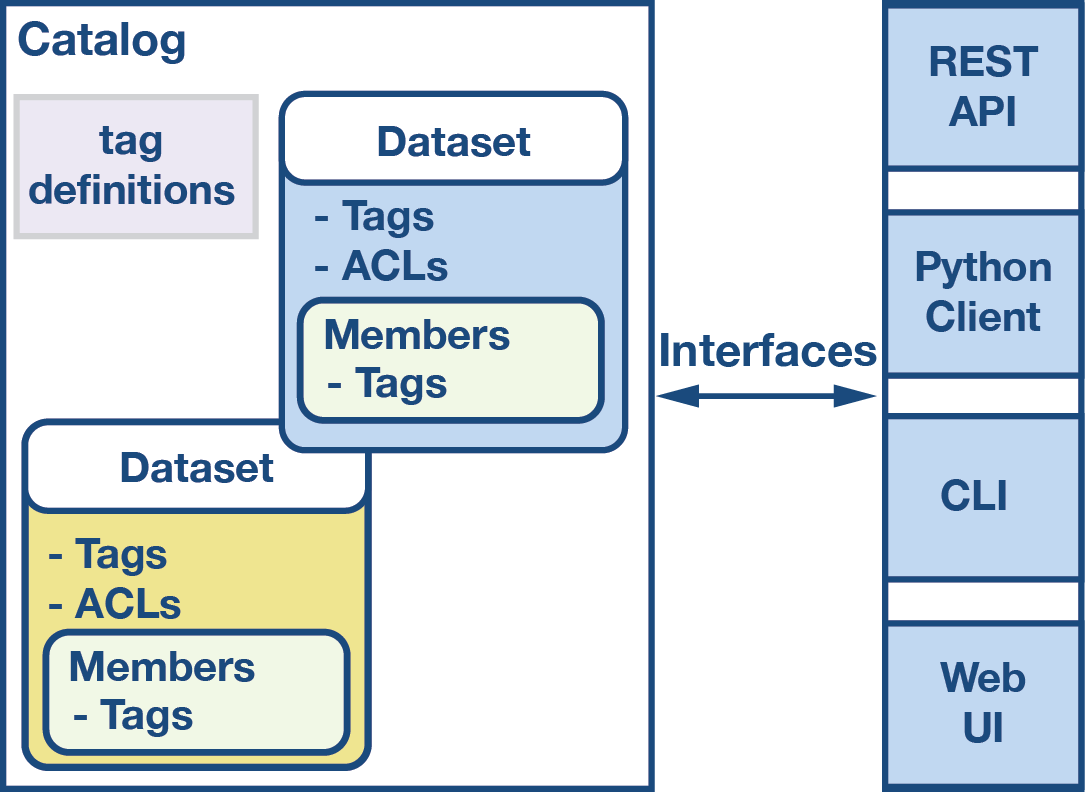 Catalog
tag
definitions
Dataset
- Tags
- ACLs
Members
- Tags
Dataset
- Tags
- ACLs
Members
- Tags
Interfaces
REST
API
Python
Client
CLI
Web
UI